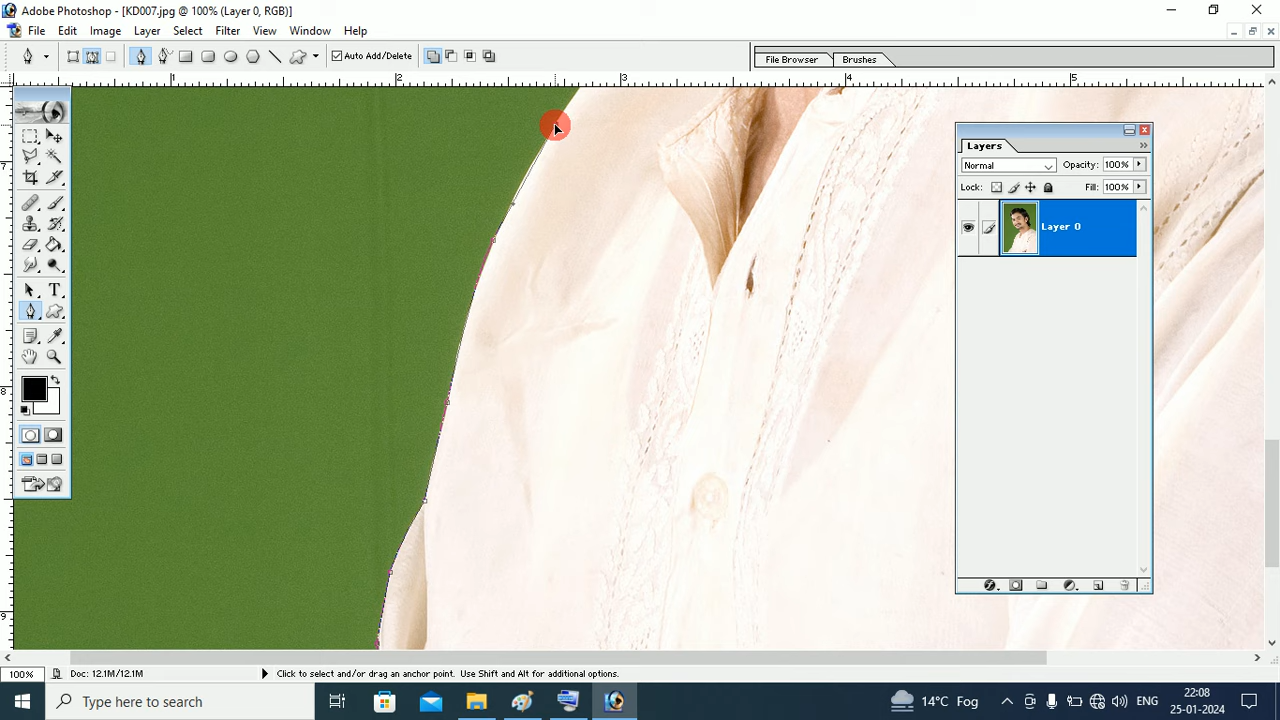 Adobe Photoshop - [KD007.jpg @ 100% (Layer 0, RGB)]
File Edit Image Layer Select Filter View Window Help
Auto Add/Delete
File Browser Brushes
1 2 3 4 5
Layers
Normal Opacity: 100%
Lock: Fill: 100%
7
Layer 0
8
9
100% Doc: 12.1M/12.1M Click to select and/or drag an anchor point. Use Shift and Alt for additional options.
Type here to search
14°C Fog
ENG
22:08
25-01-2024